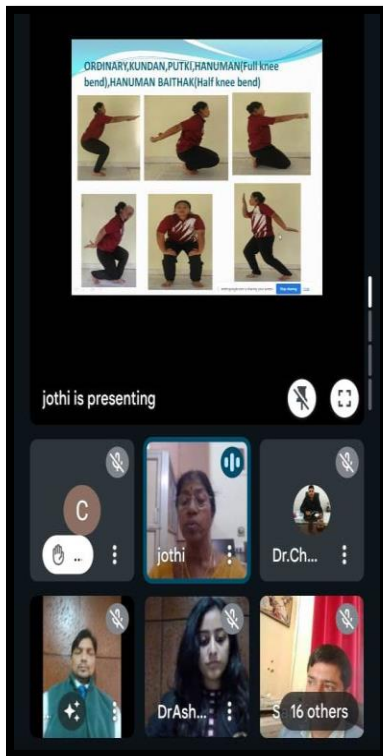 ORDINARY,KUNDAN,PUTKI,HANUMAN(Full knee
bend),HANUMAN BAITHAK(Half knee bend)
jothi is presenting
C
...
jothi
Dr.Ch...
DrAsh...
16 others